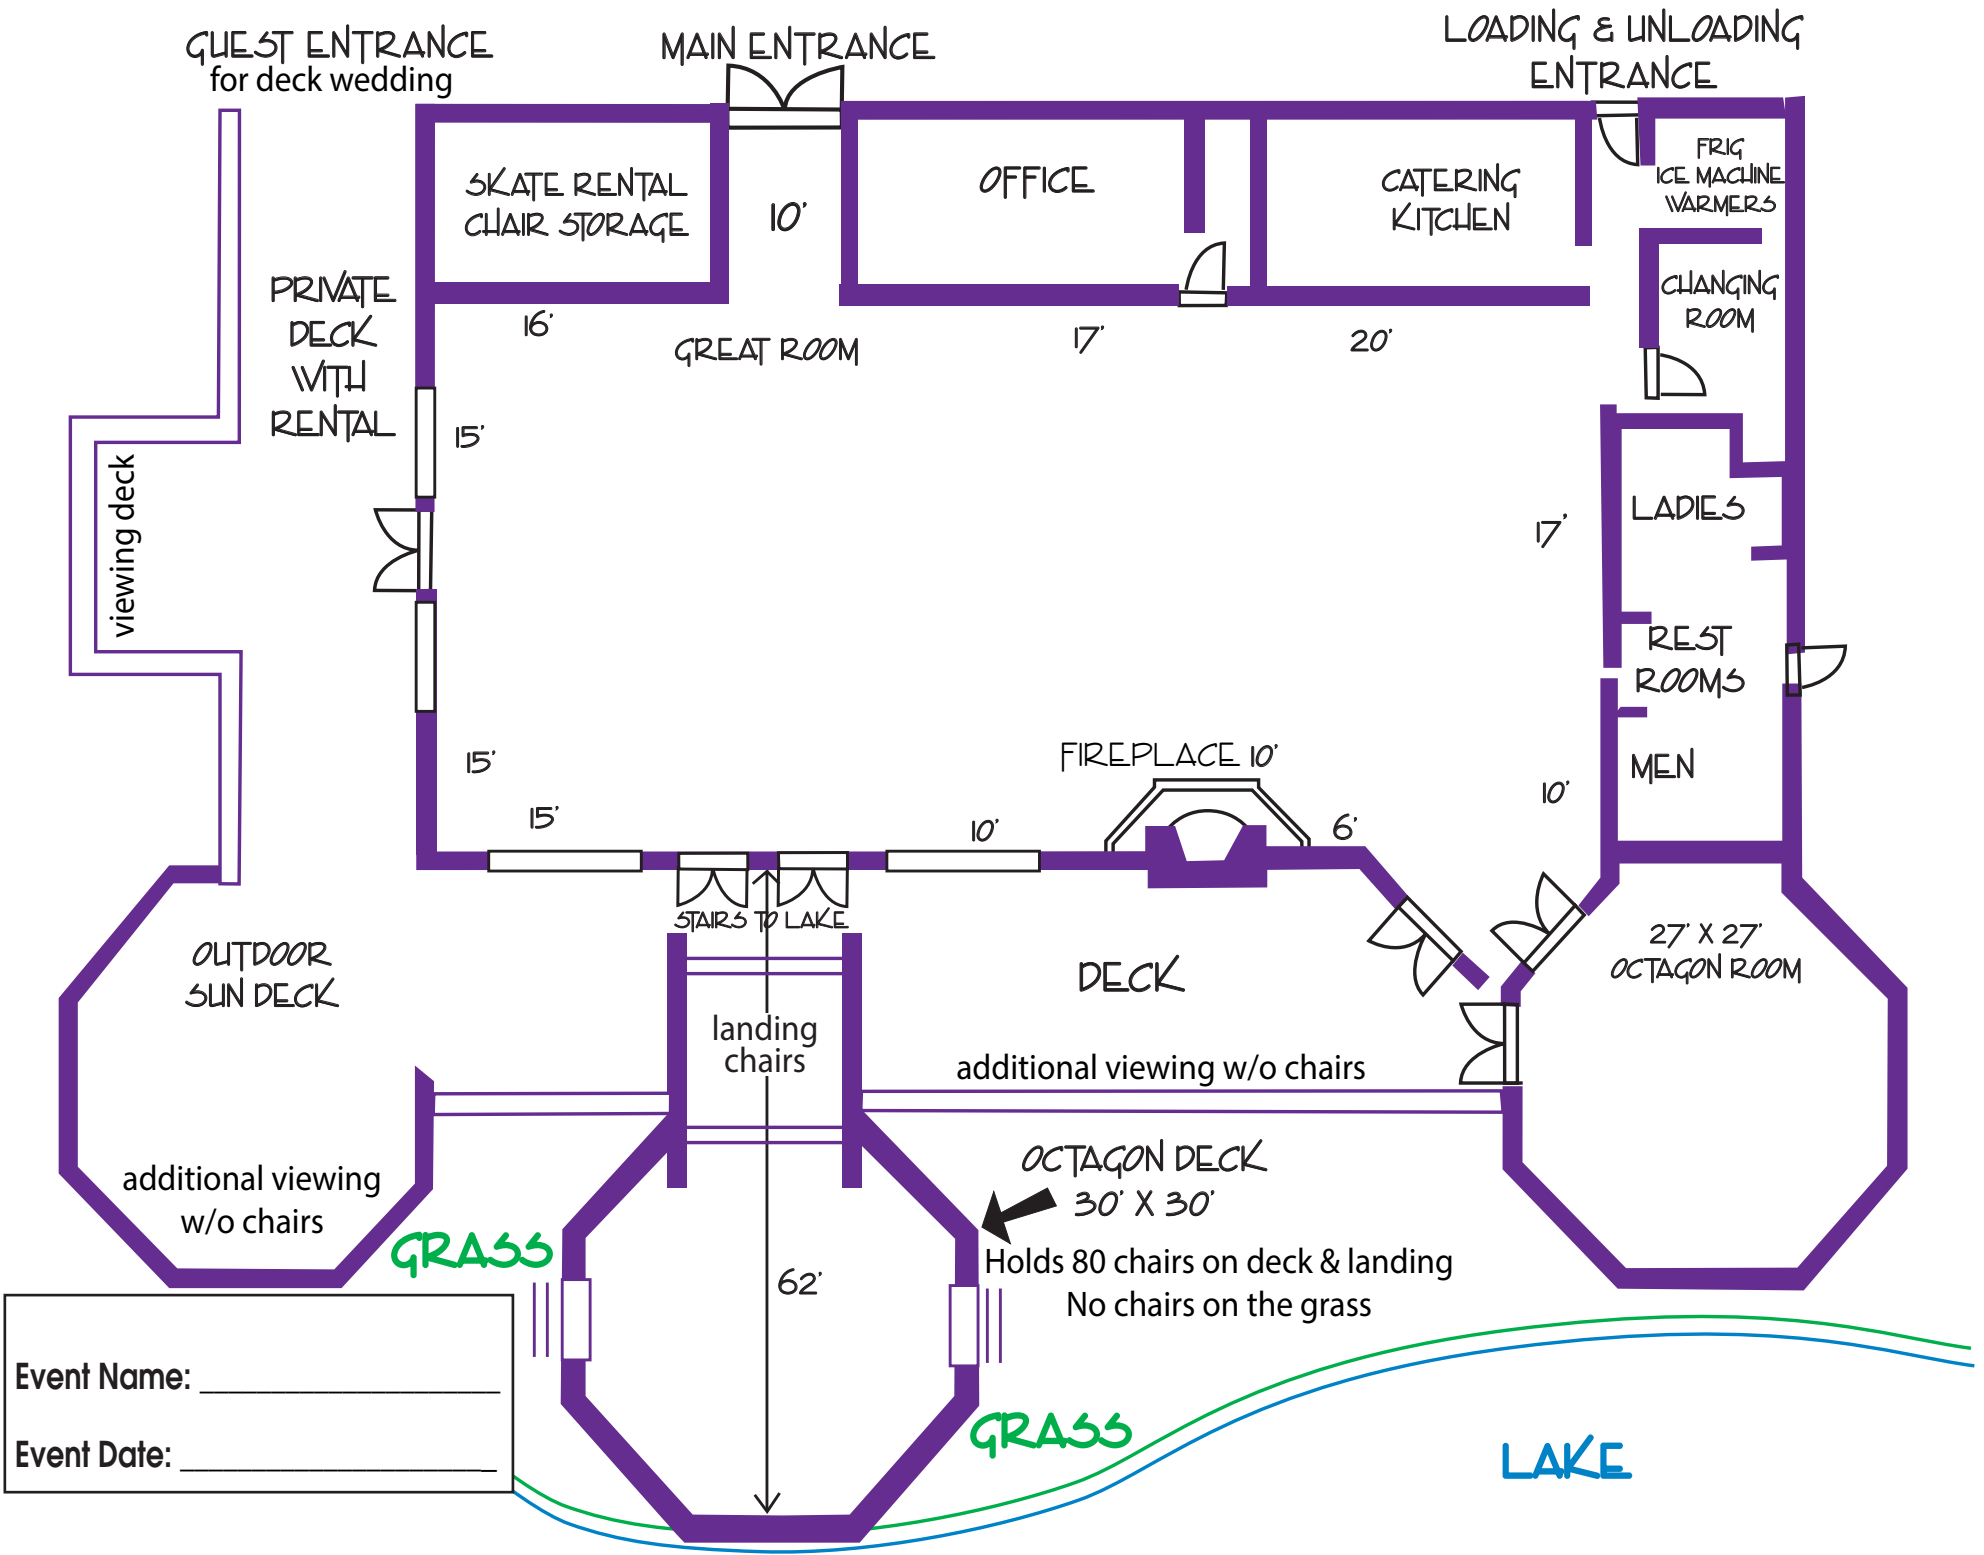 GUEST ENTRANCE
for deck wedding
MAIN ENTRANCE
LOADING & UNLOADING
ENTRANCE
SKATE RENTAL
CHAIR STORAGE
10'
OFFICE
CATERING
KITCHEN
FRIG
ICE MACHINE
WARMERS
CHANGING
ROOM
PRIVATE
DECK
WITH
RENTAL
16'
GREAT ROOM
17'
20'
15'
viewing deck
17'
LADIES
REST
ROOMS
MEN
15'
15'
10'
FIREPLACE 10'
6'
10'
STAIRS TO LAKE
OUTDOOR
SUN DECK
DECK
27' X 27'
OCTAGON ROOM
landing
chairs
additional viewing w/o chairs
additional viewing
w/o chairs
OCTAGON DECK
30' X 30'
Holds 80 chairs on deck & landing
No chairs on the grass
GRASS
62'
Event Name: ____________________
Event Date: _____________________
GRASS
LAKE